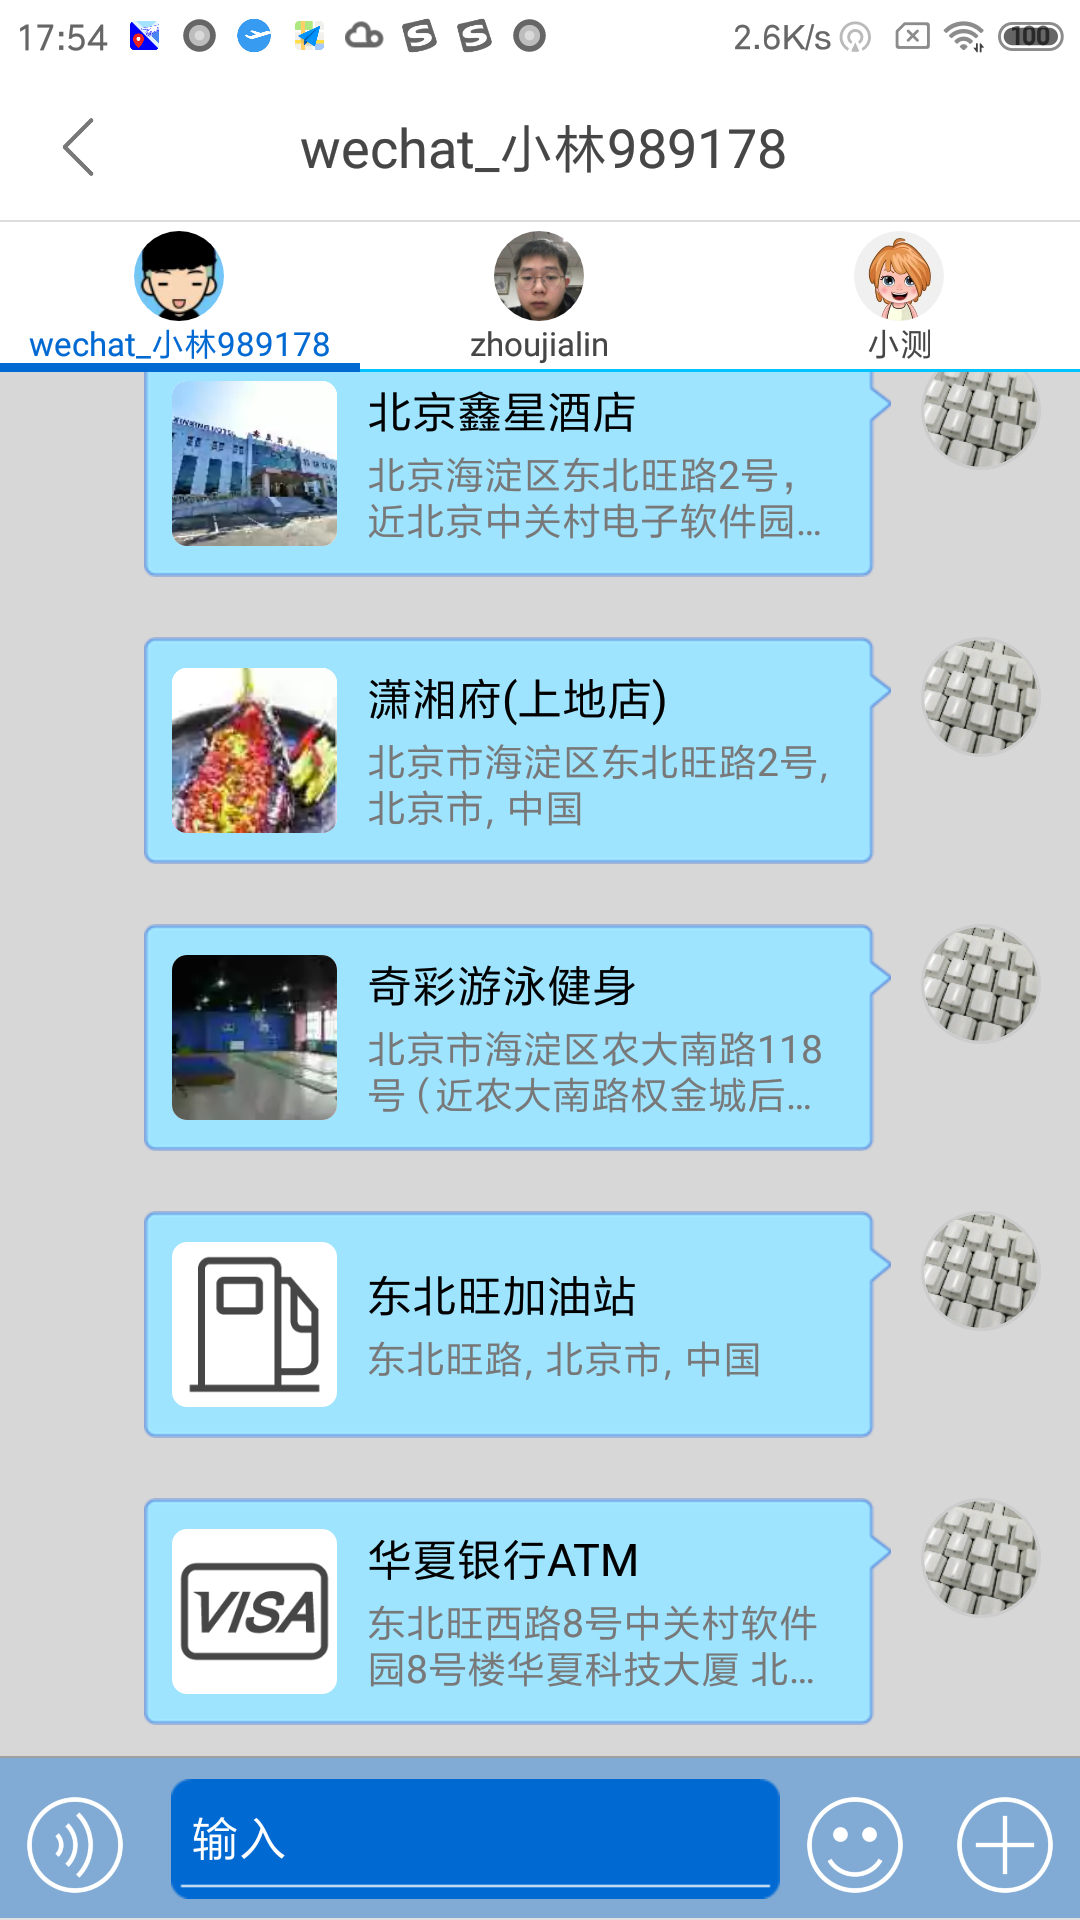 17:54
2.6K/s
100
wechat_小林989178
wechat_小林989178
zhoujialin
小测
北京鑫星酒店
北京海淀区东北旺路2号，
近北京中关村电子软件园...
潇湘府(上地店)
北京市海淀区东北旺路2号,
北京市, 中国
奇彩游泳健身
北京市海淀区农大南路118
号 (近农大南路权金城后...
东北旺加油站
东北旺路, 北京市, 中国
VISA
华夏银行ATM
东北旺西路8号中关村软件
园8号楼华夏科技大厦 北...
输入